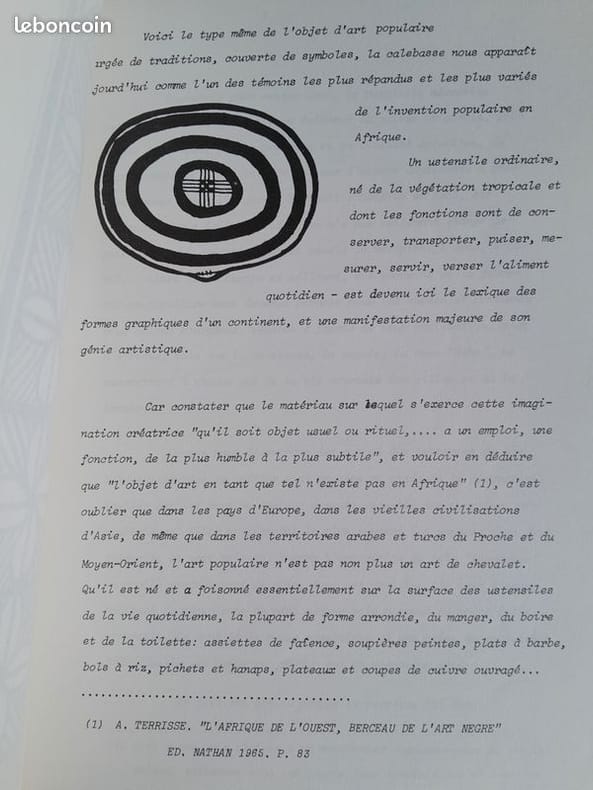 leboncoin
Voici le type même de l'objet d'art populaire
rgée de traditions, couverte de symboles, la calebasse nous apparaît
jourd'hui comme l'un des témoins les plus répandus et les plus variés
de l'invention populaire en
Afrique.
Un ustensile ordinaire,
né de la végétation tropicale et
dont les fonctions sont de con-
server, transporter, puiser, me-
surer, servir, verser l'aliment
quotidien - est devenu ici le lexique des
formes graphiques d'un continent, et une manifestation majeure de son
génie artistique.
Car constater que le matériau sur lequel s'exerce cette imagi-
nation créatrice "qu'il soit objet usuel ou rituel,.... a un emploi, une
fonction, de la plus humble à la plus subtile", et vouloir en déduire
que "l'objet d'art en tant que tel n'existe pas en Afrique" (1), c'est
oublier que dans les pays d'Europe, dans les vieilles civilisations
d'Asie, de même que dans les territoires arabes et turcs du Proche et du
Moyen-Orient, l'art populaire n'est pas non plus un art de chevalet.
Qu'il est né et a foisonné essentiellement sur la surface des ustensiles
de la vie quotidienne, la plupart de forme arrondie, du manger, du boire
et de la toilette: assiettes de faîence, soupières peintes, plats à barbe,
bols à riz, pichets et hanaps, plateaux et coupes de cuivre ouvragé...
.........................................
(1) A. TERRISSE. "L'AFRIQUE DE L'OUEST, BERCEAU DE L'ART NEGRE"
ED. NATHAN 1965. P. 83